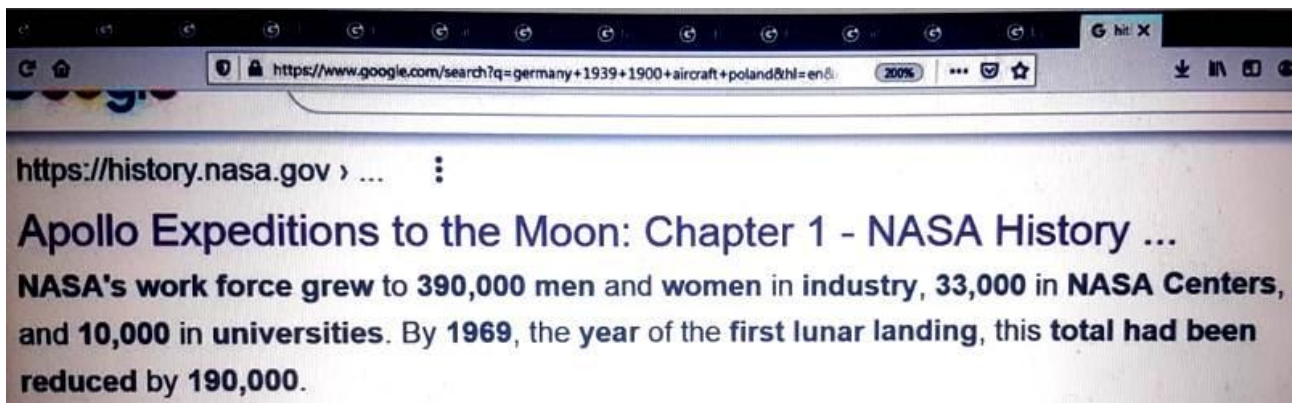 G hit X
https://www.google.com/search?q=germany+1939+1900+aircraft+poland&hl=en&
200%
https://history.nasa.gov › ...
Apollo Expeditions to the Moon: Chapter 1 - NASA History ...
NASA's work force grew to 390,000 men and women in industry, 33,000 in NASA Centers,
and 10,000 in universities. By 1969, the year of the first lunar landing, this total had been
reduced by 190,000.